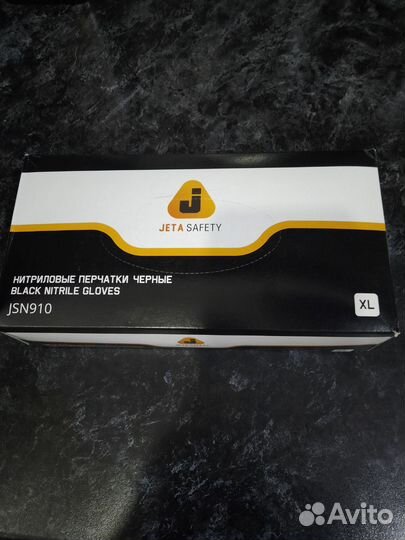 J
JETA SAFETY
НИТРИЛОВЫЕ ПЕРЧАТКИ ЧЕРНЫЕ
BLACK NITRILE GLOVES
JSN910
XL
Avito